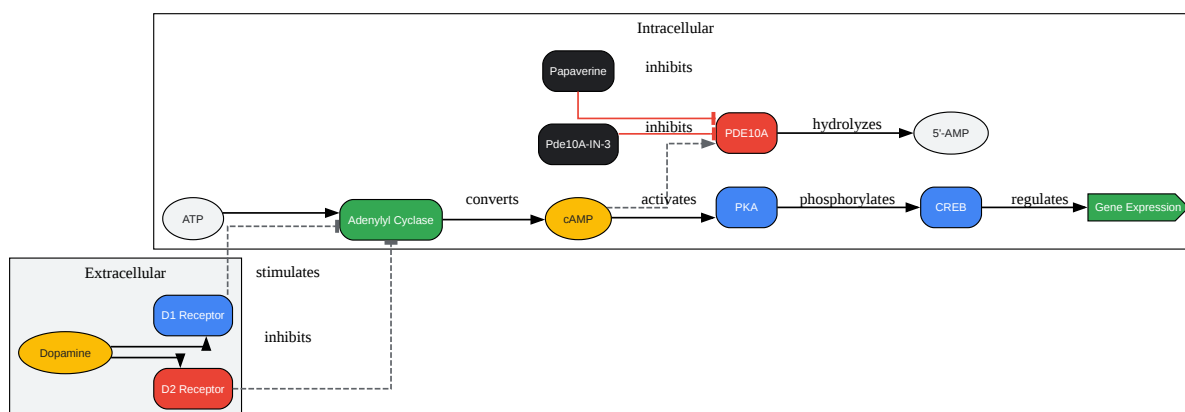 Intracellular
Papaverine
inhibits
Pde10A-IN-3
inhibits
PDE10A
hydrolyzes
5'-AMP
ATP
Adenylyl Cyclase
converts
cAMP
activates
PKA
phosphorylates
CREB
regulates
Gene Expression
Extracellular
stimulates
D1 Receptor
inhibits
Dopamine
D2 Receptor